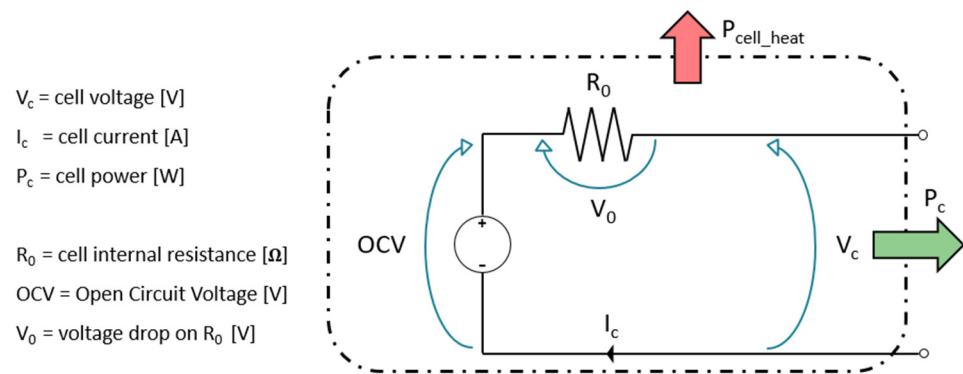 V_c = cell voltage [V]
I_c = cell current [A]
P_c = cell power [W]
R_0 = cell internal resistance [Ω]
OCV = Open Circuit Voltage [V]
V_0 = voltage drop on R_0 [V]
P_cell_heat
R_0
+
-
OCV
V_0
V_c
P_c
I_c